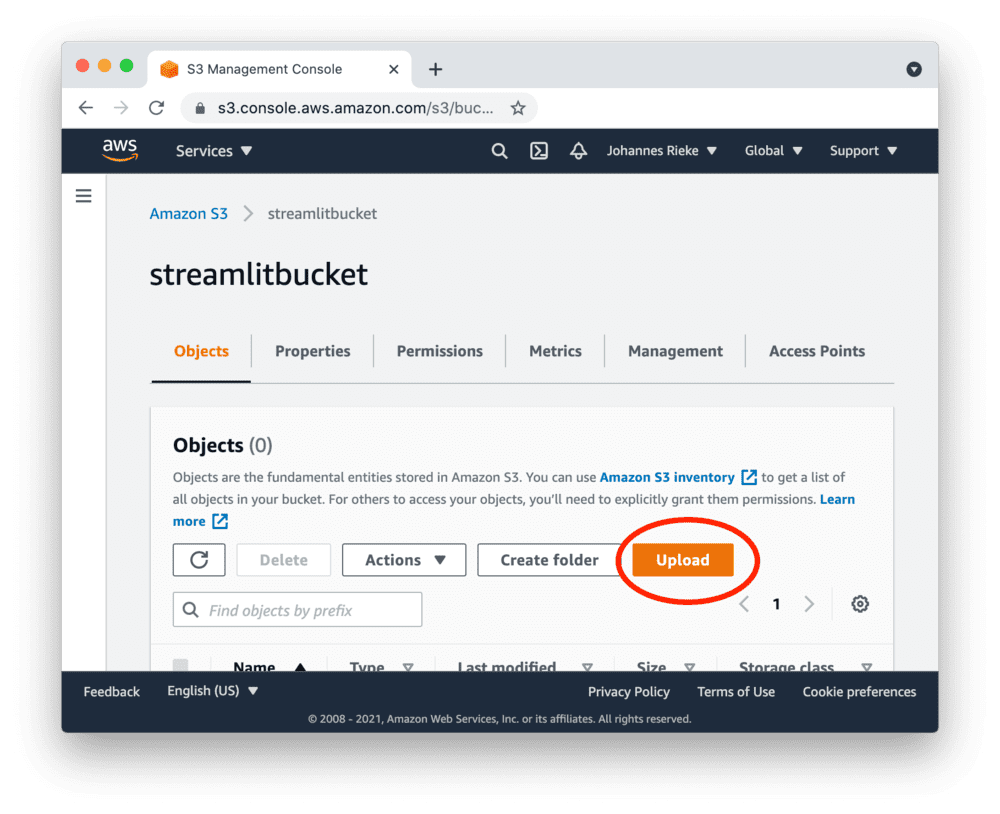 S3 Management Console
s3.console.aws.amazon.com/s3/buc...
aws Services Johannes Rieke Global Support
Amazon S3 streamlitbucket
streamlitbucket
Objects Properties Permissions Metrics Management Access Points
Objects (0)
Objects are the fundamental entities stored in Amazon S3. You can use Amazon S3 inventory to get a list of
all objects in your bucket. For others to access your objects, you’ll need to explicitly grant them permissions. Learn
more
Delete Actions Create folder Upload
Find objects by prefix 1
Name Type Last modified Size Storage class
Feedback English (US) Privacy Policy Terms of Use Cookie preferences
© 2008 - 2021, Amazon Web Services, Inc. or its affiliates. All rights reserved.